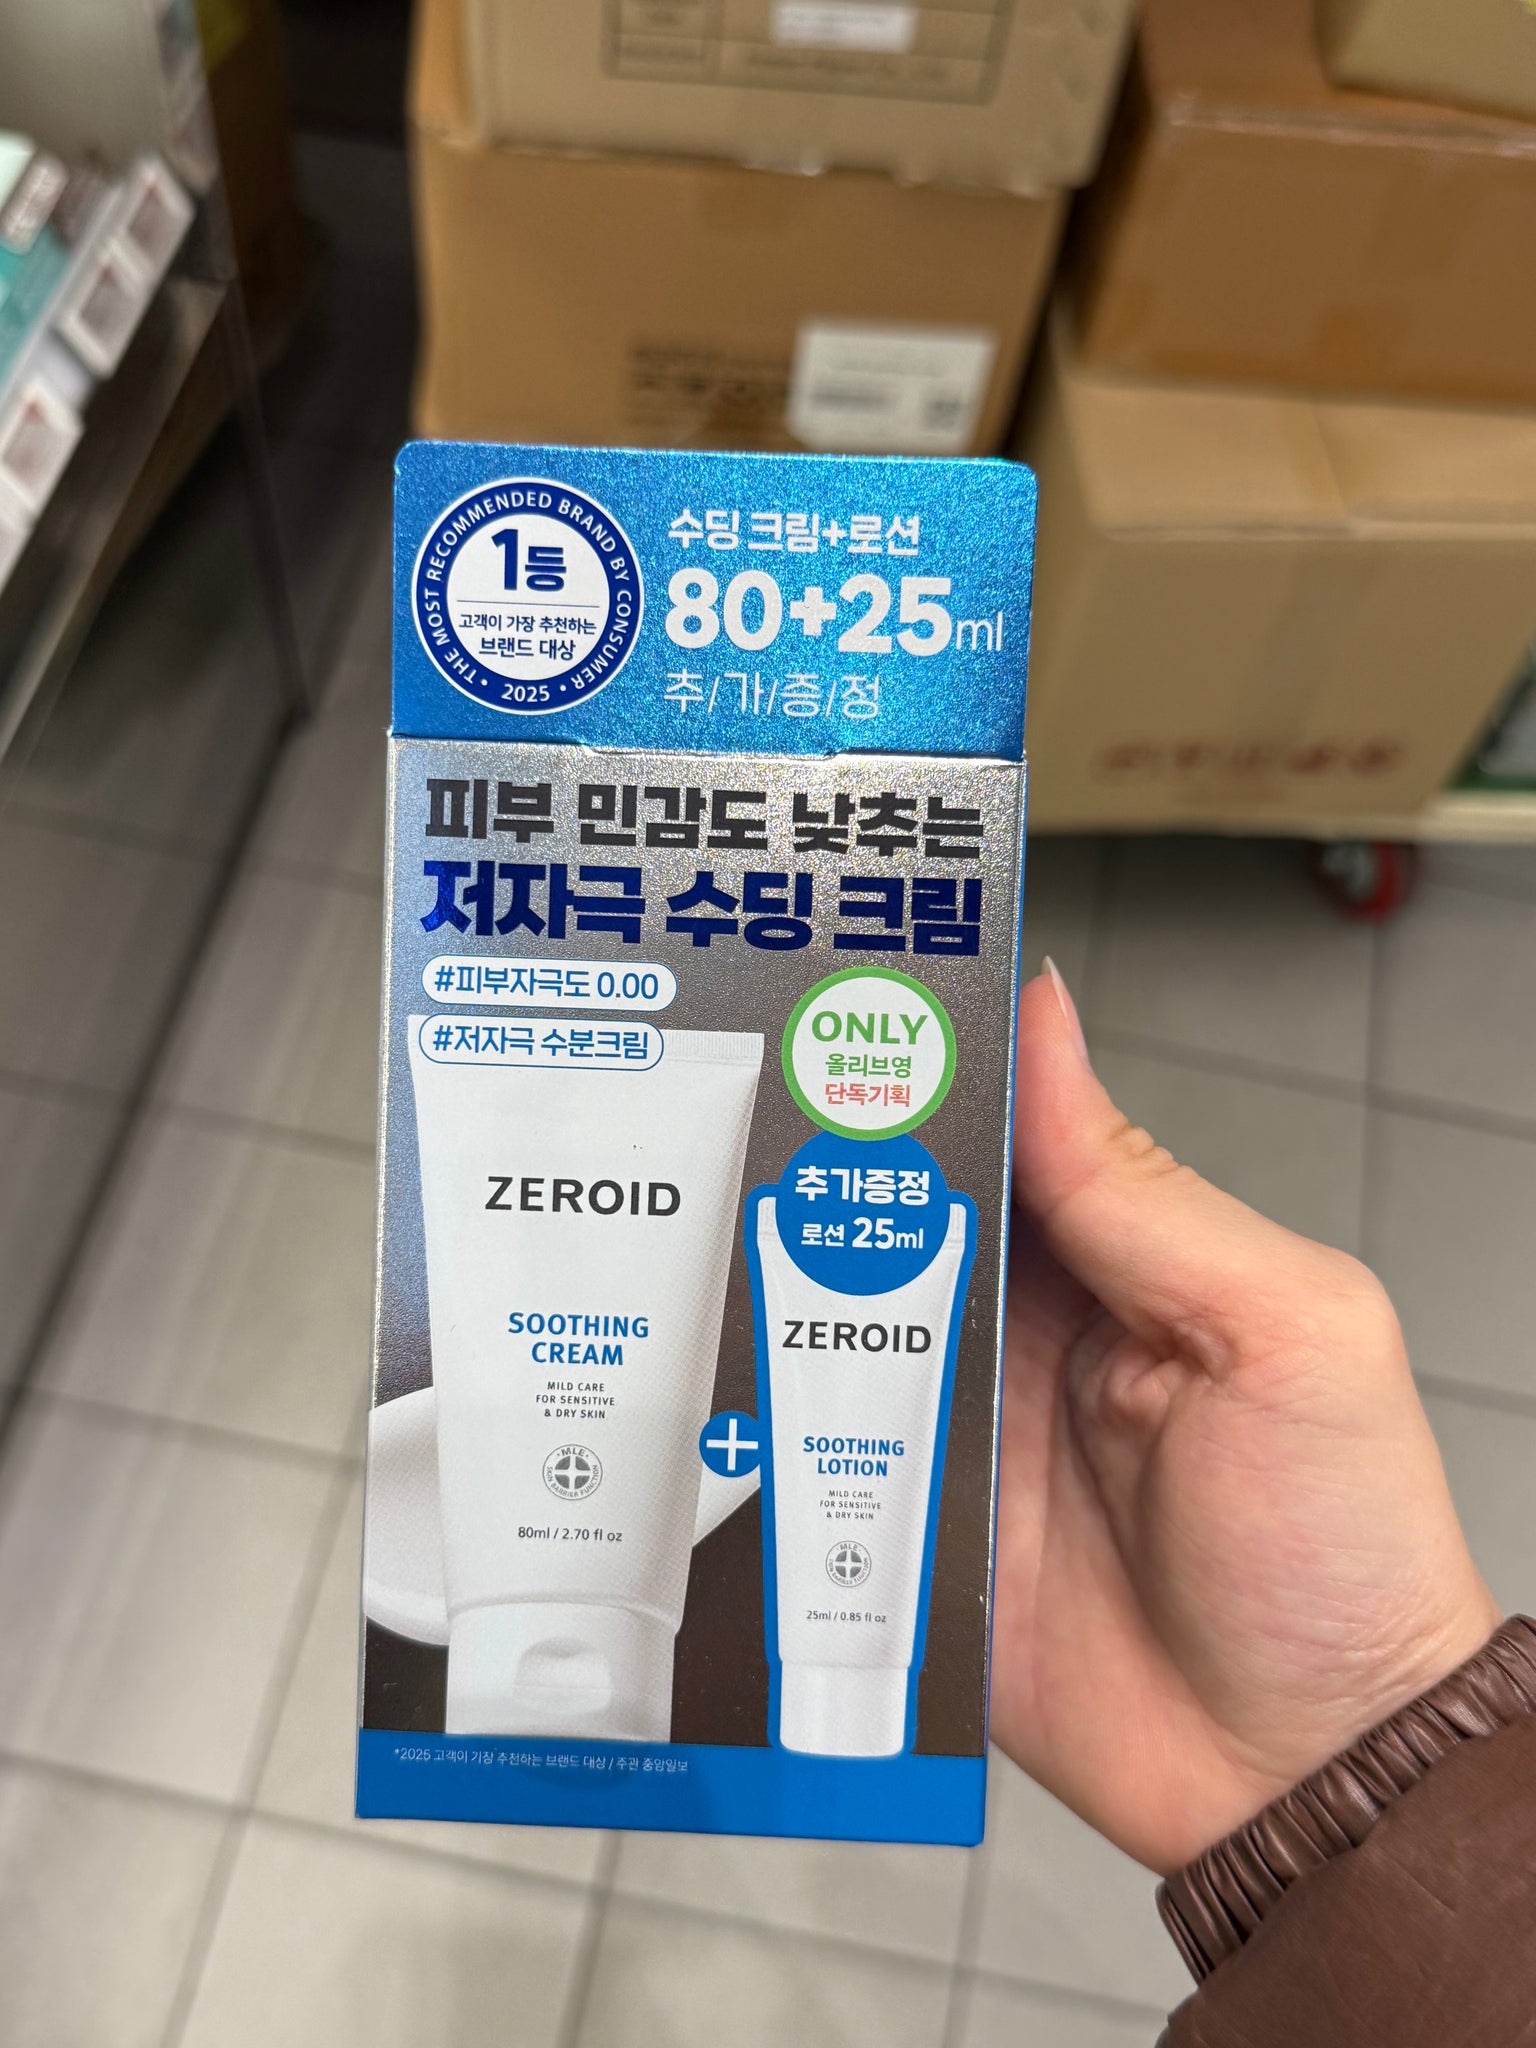 THE MOST RECOMMENDED BRAND BY CONSUMER • 2025 •
1등
고객이 가장 추천하는
브랜드 대상
수딩 크림+로션
80+25ml
추/가/증/정
피부 민감도 낮추는
저자극 수딩 크림
#피부자극도 0.00
#저자극 수분크림
ONLY
올리브영
단독기획
추가증정
로션 25ml
ZEROID
SOOTHING
CREAM
MILD CARE
FOR SENSITIVE
& DRY SKIN
• MLE •
SKIN BARRIER FUNCTION
80ml / 2.70 fl oz
+
ZEROID
SOOTHING
LOTION
MILD CARE
FOR SENSITIVE
& DRY SKIN
• MLE •
SKIN BARRIER FUNCTION
25ml / 0.85 fl oz
*2025 고객이 가장 추천하는 브랜드 대상 / 주관 중앙일보